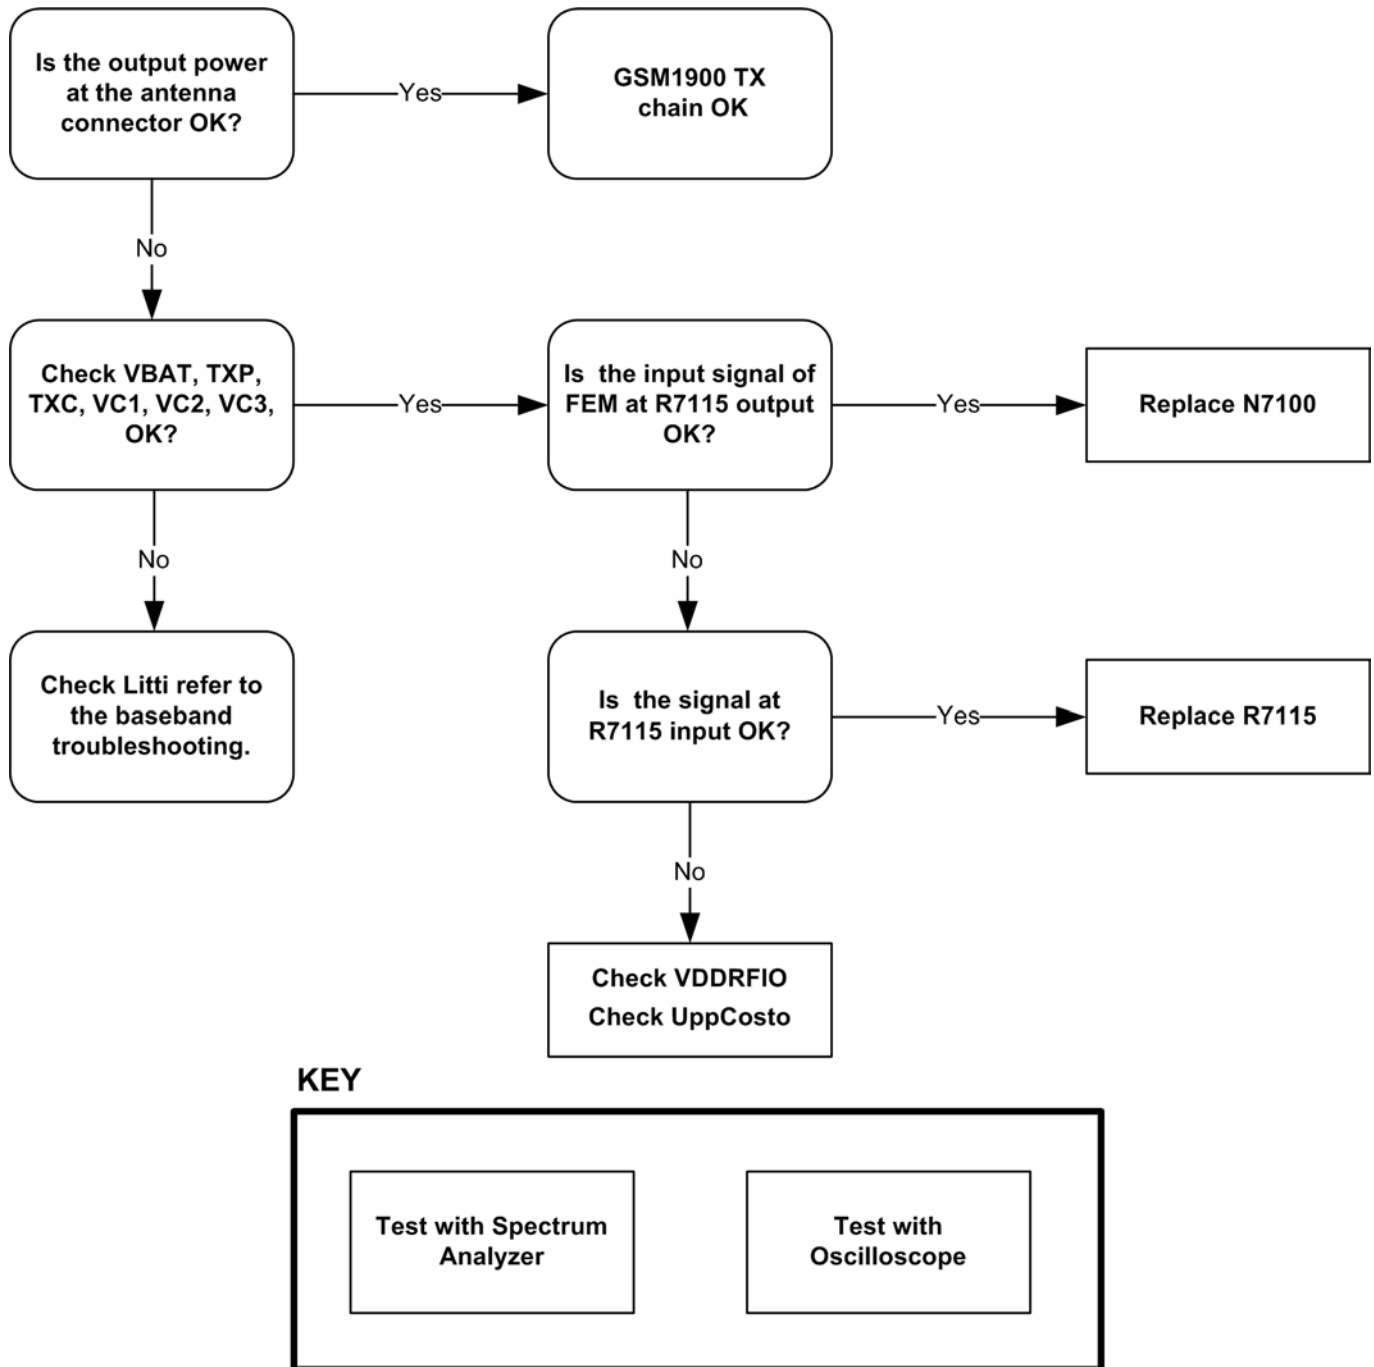 Is the output power
at the antenna
connector OK?
Yes
GSM1900 TX
chain OK
No
Check VBAT, TXP,
TXC, VC1, VC2, VC3,
OK?
Yes
Is the input signal of
FEM at R7115 output
OK?
Yes
Replace N7100
No
No
Check Litti refer to
the baseband
troubleshooting.
Is the signal at
R7115 input OK?
Yes
Replace R7115
No
Check VDDRFIO
Check UppCosto
KEY
Test with Spectrum
Analyzer
Test with
Oscilloscope